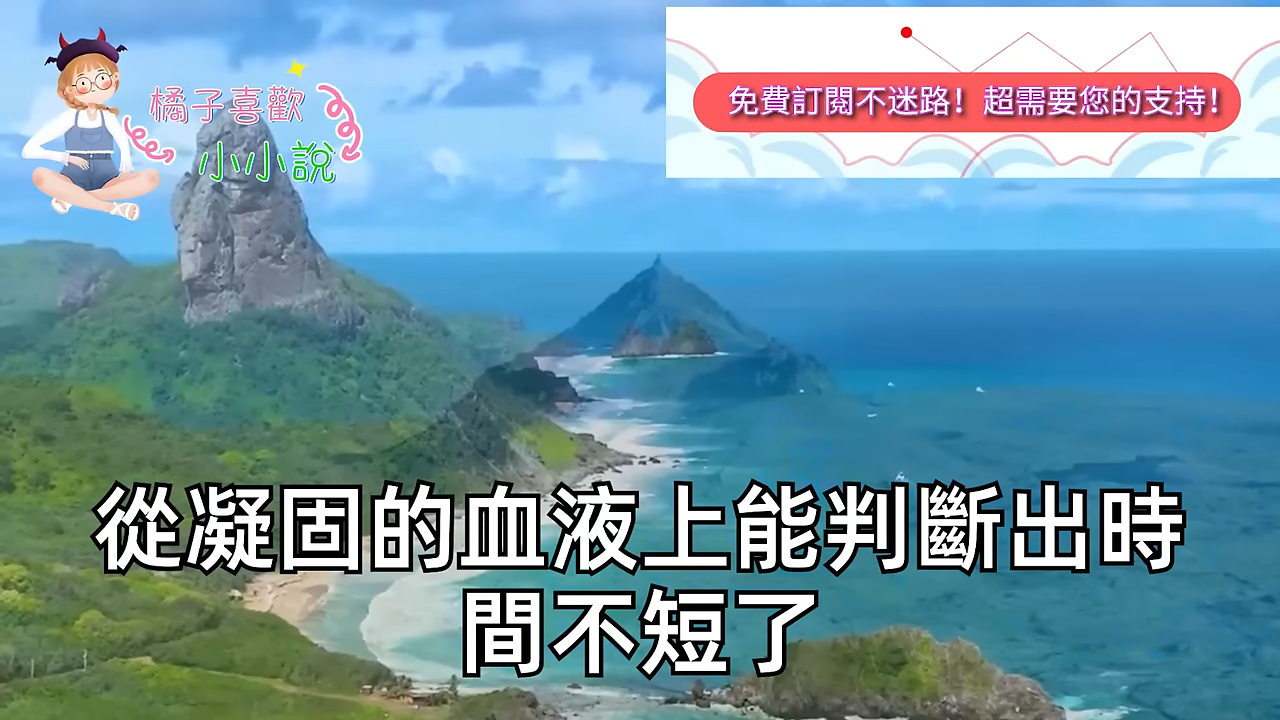 橘子喜歡
小小說
免費訂閱不迷路！超需要您的支持！
從凝固的血液上能判斷出時
間不短了